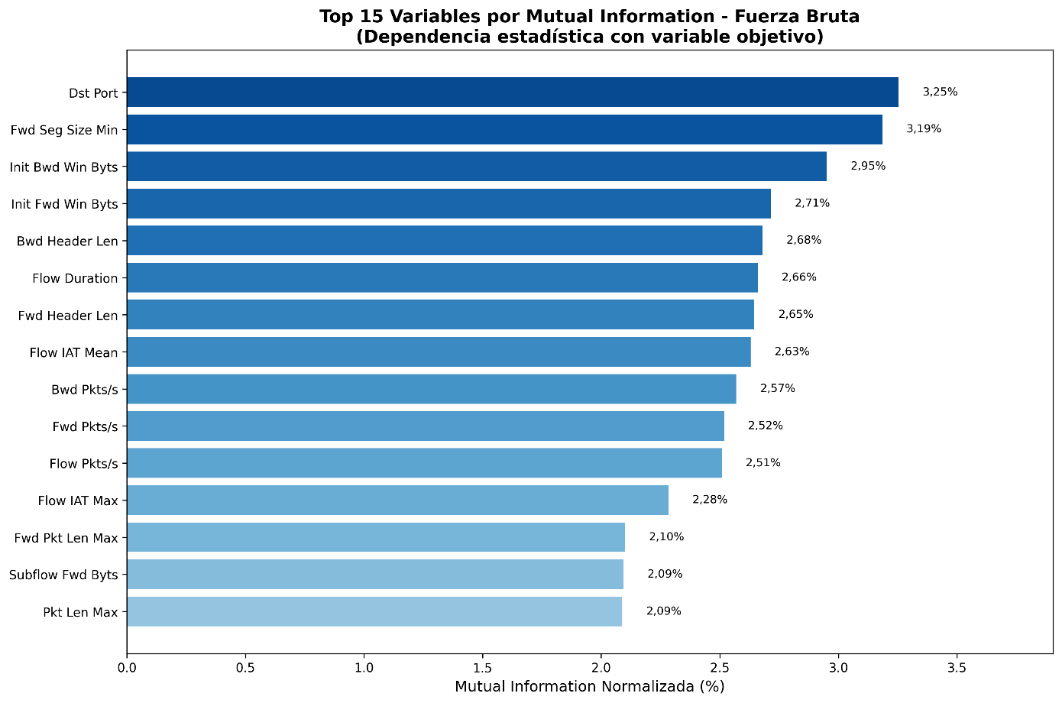 Top 15 Variables por Mutual Information - Fuerza Bruta
(Dependencia estadística con variable objetivo)
Dst Port 3,25%
Fwd Seg Size Min 3,19%
Init Bwd Win Byts 2,95%
Init Fwd Win Byts 2,71%
Bwd Header Len 2,68%
Flow Duration 2,66%
Fwd Header Len 2,65%
Flow IAT Mean 2,63%
Bwd Pkts/s 2,57%
Fwd Pkts/s 2,52%
Flow Pkts/s 2,51%
Flow IAT Max 2,28%
Fwd Pkt Len Max 2,10%
Subflow Fwd Byts 2,09%
Pkt Len Max 2,09%
0.0 0.5 1.0 1.5 2.0 2.5 3.0 3.5
Mutual Information Normalizada (%)